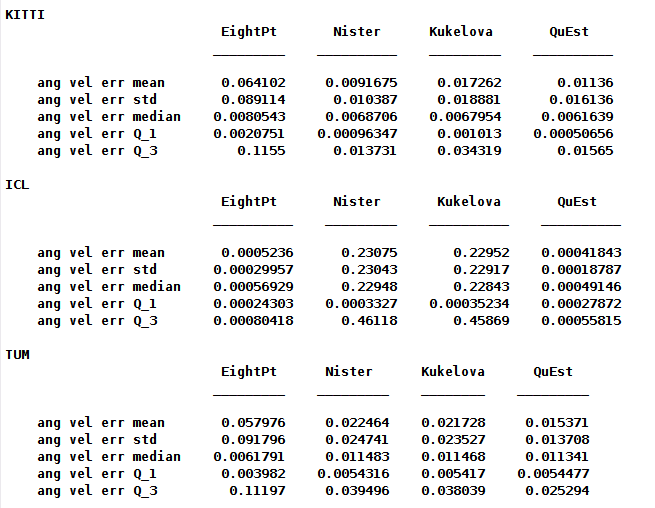 KITTI
EightPt Nister Kukelova QuEst
ang vel err mean 0.064102 0.0091675 0.017262 0.01136
ang vel err std 0.089114 0.010387 0.018881 0.016136
ang vel err median 0.0080543 0.0068706 0.0067954 0.0061639
ang vel err Q_1 0.0020751 0.00096347 0.001013 0.00050656
ang vel err Q_3 0.1155 0.013731 0.034319 0.01565
ICL
EightPt Nister Kukelova QuEst
ang vel err mean 0.0005236 0.23075 0.22952 0.00041843
ang vel err std 0.00029957 0.23043 0.22917 0.00018787
ang vel err median 0.00056929 0.22948 0.22843 0.00049146
ang vel err Q_1 0.00024303 0.0003327 0.00035234 0.00027872
ang vel err Q_3 0.00080418 0.46118 0.45869 0.00055815
TUM
EightPt Nister Kukelova QuEst
ang vel err mean 0.057976 0.022464 0.021728 0.015371
ang vel err std 0.091796 0.024741 0.023527 0.013708
ang vel err median 0.0061791 0.011483 0.011468 0.011341
ang vel err Q_1 0.003982 0.0054316 0.005417 0.0054477
ang vel err Q_3 0.11197 0.039496 0.038039 0.025294